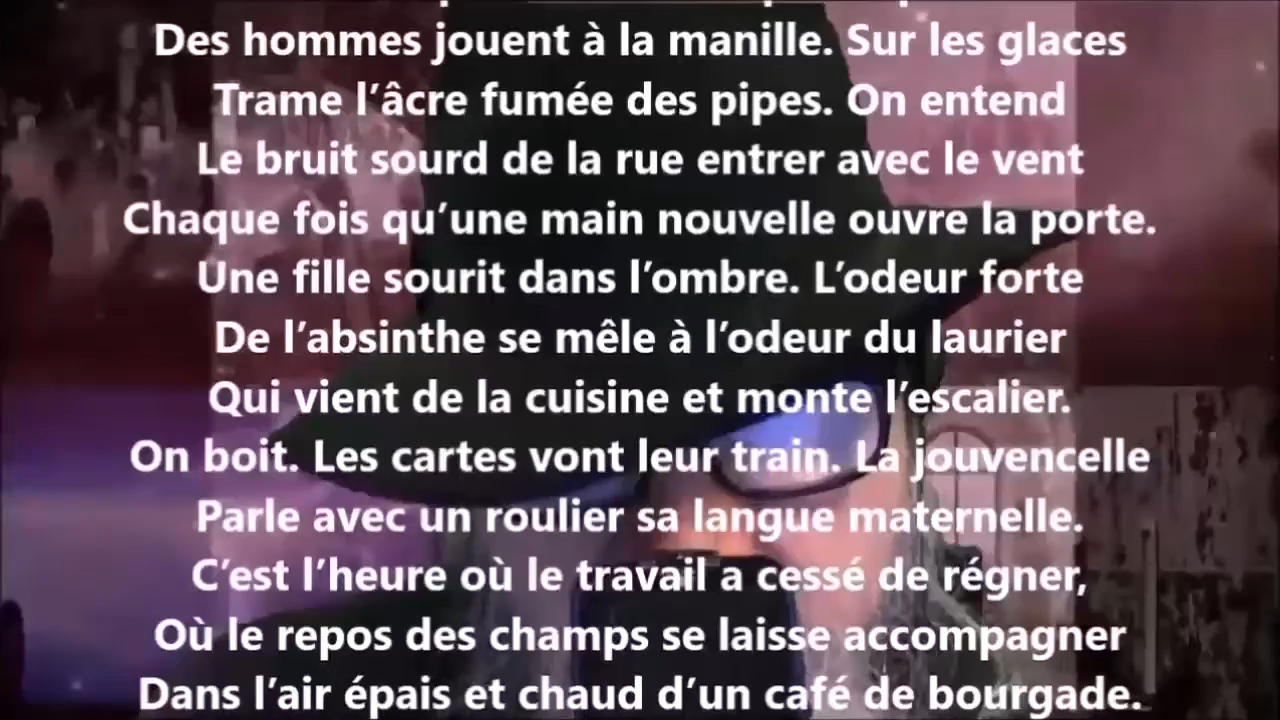 Des hommes jouent à la manille. Sur les glaces
Trame l’âcre fumée des pipes. On entend
Le bruit sourd de la rue entrer avec le vent
Chaque fois qu’une main nouvelle ouvre la porte.
Une fille sourit dans l’ombre. L’odeur forte
De l’absinthe se mêle à l’odeur du laurier
Qui vient de la cuisine et monte l’escalier.
On boit. Les cartes vont leur train. La jouvencelle
Parle avec un roulier sa langue maternelle.
C’est l’heure où le travail a cessé de régner,
Où le repos des champs se laisse accompagner
Dans l’air épais et chaud d’un café de bourgade.